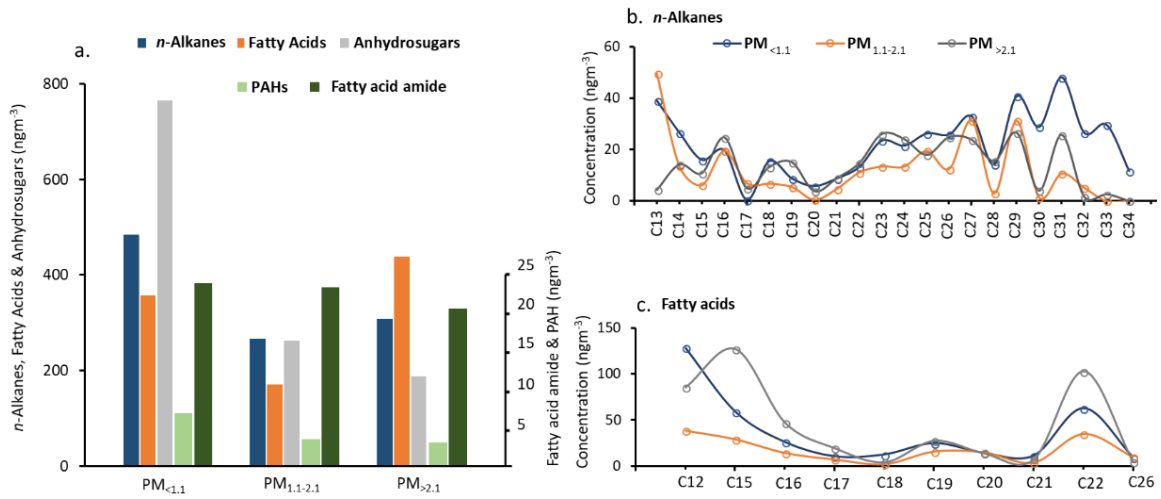 a.
n-Alkanes Fatty Acids Anhydrosugars
PAHs Fatty acid amide
n-Alkanes, Fatty Acids & Anhydrosugars (ngm-3)
800
600
400
200
0
25
20
15
10
5
0
Fatty acid amide & PAH (ngm-3)
PM<1.1 PM1.1-2.1 PM>2.1
b. n-Alkanes
PM<1.1 PM1.1-2.1 PM>2.1
Concentration (ngm-3)
60
40
20
0
C13 C14 C15 C16 C17 C18 C19 C20 C21 C22 C23 C24 C25 C26 C27 C28 C29 C30 C31 C32 C33 C34
c. Fatty acids
Concentration (ngm-3)
150
100
50
0
C12 C15 C16 C17 C18 C19 C20 C21 C22 C26